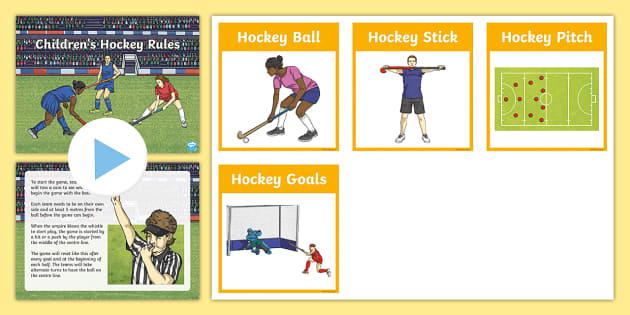 Children's Hockey Rules
To start the game, 
will toss a coin to see 
begin the game with the 
Each team needs to be on their own
side and at least 5 metres from the
ball before the game can begin.
When the umpire blows the whistle
to start play, the game is started by
a hit or a push by the player from
the middle of the centre line.
The game will reset like this after
every goal and at the beginning of
each half. The teams will take
alternate turns to have the ball on
the centre line.
Hockey Ball
Hockey Stick
Hockey Pitch
Hockey Goals